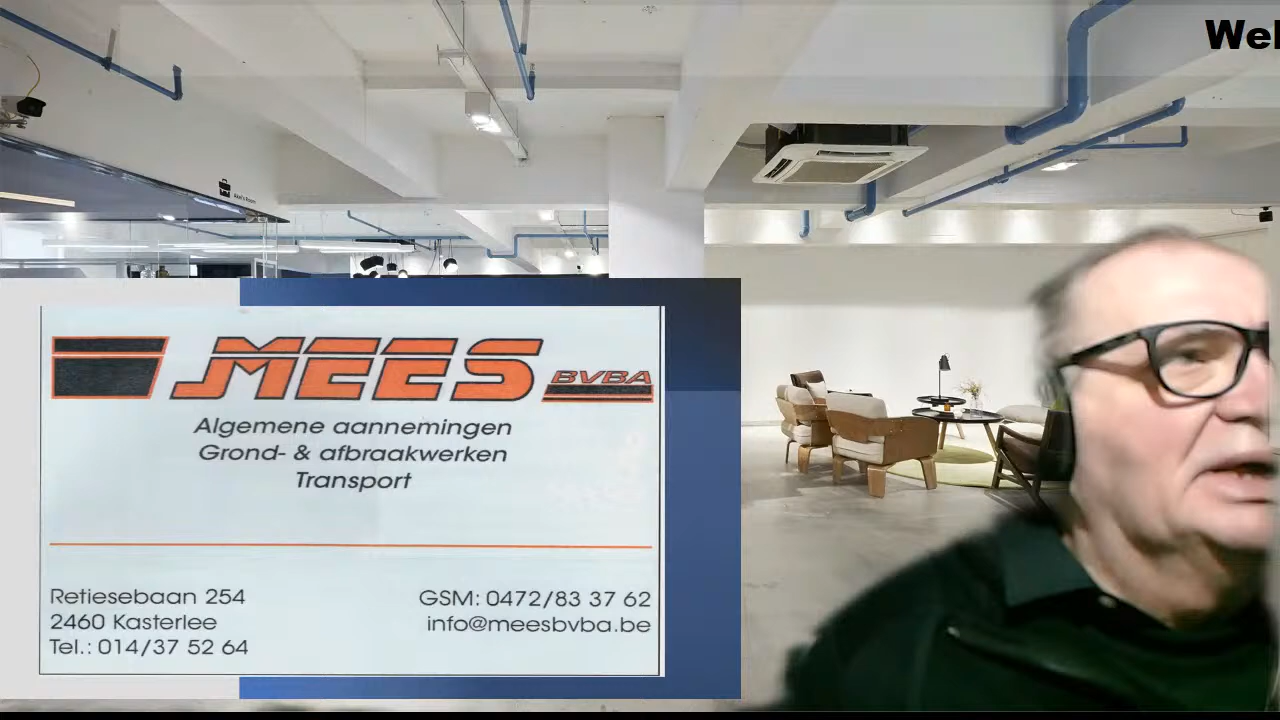 Wel
MEES BVBA
Algemene aannemingen
Grond- & afbraakwerken
Transport
Retiesebaan 254
2460 Kasterlee
Tel.: 014/37 52 64
GSM: 0472/83 37 62
info@meesbvba.be